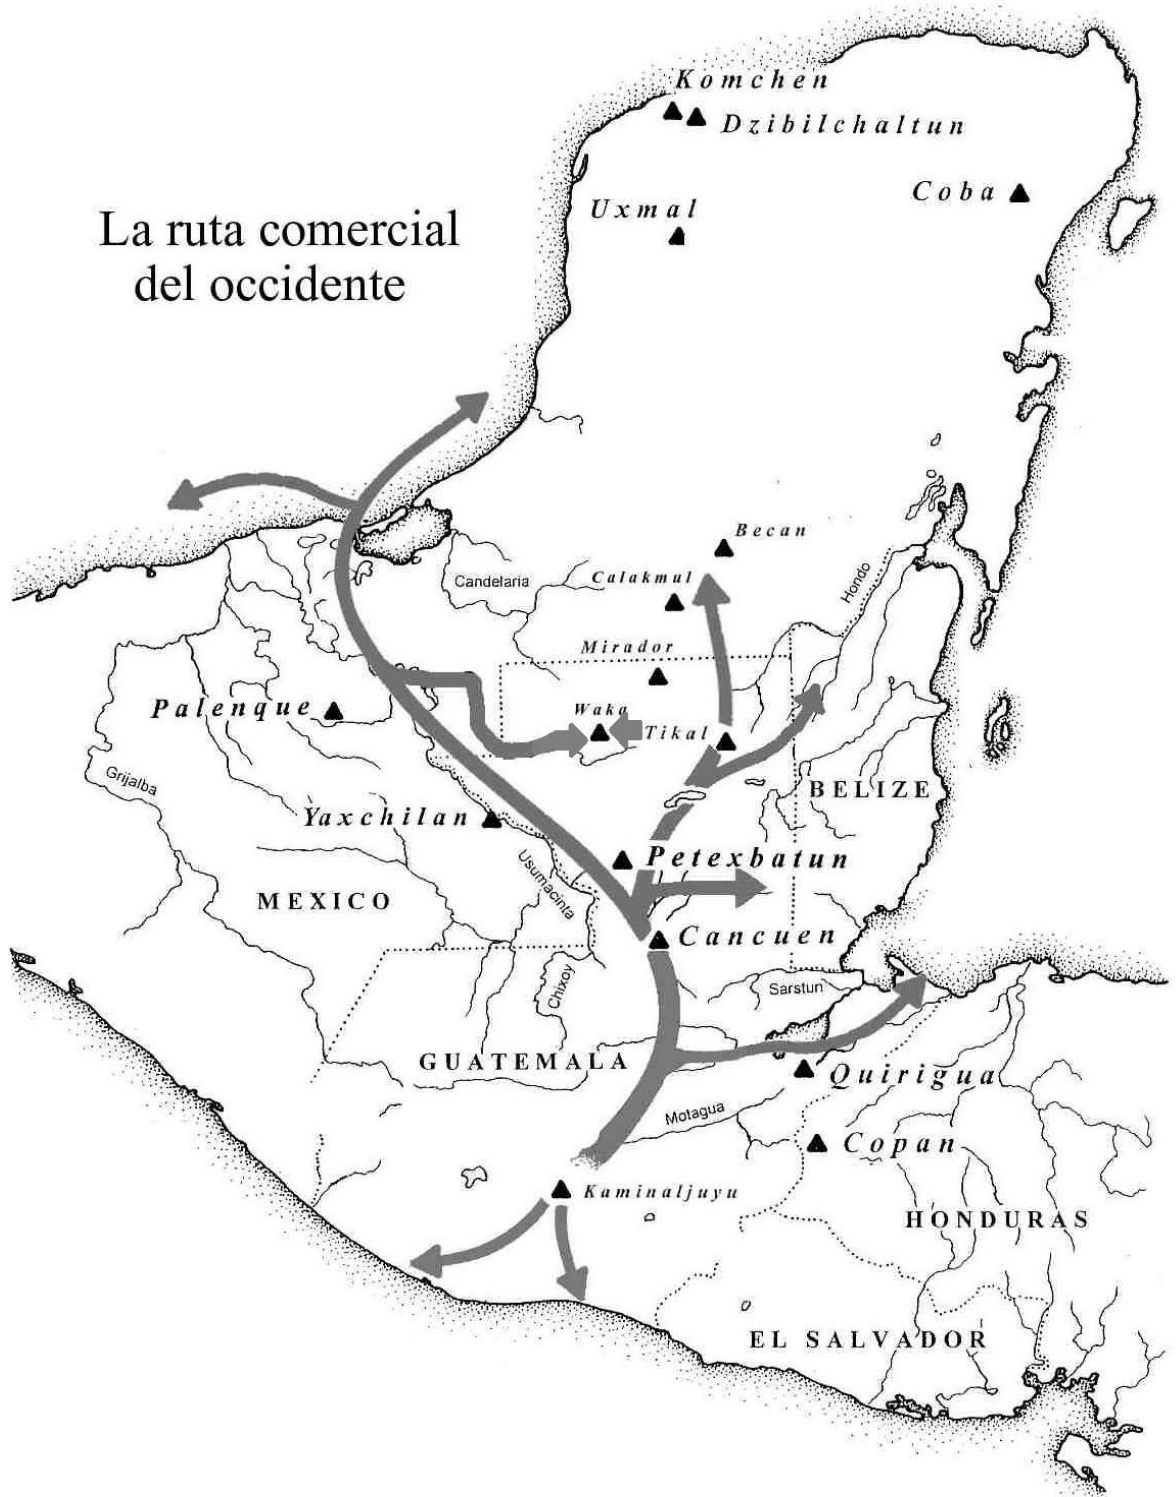 Komchen
Dzibilchaltun
Coba
Uxmal
La ruta comercial
del occidente
Becan
Calakmul
Candelaria
Hondo
Mirador
Palenque
Waka
Tikal
Grijalba
BELIZE
Yaxchilan
Petexbatun
Usumacinta
MEXICO
Cancuen
Chixoy
Sarstun
GUATEMALA
Quirigua
Motagua
Copan
Kaminaljuyu
HONDURAS
EL SALVADOR